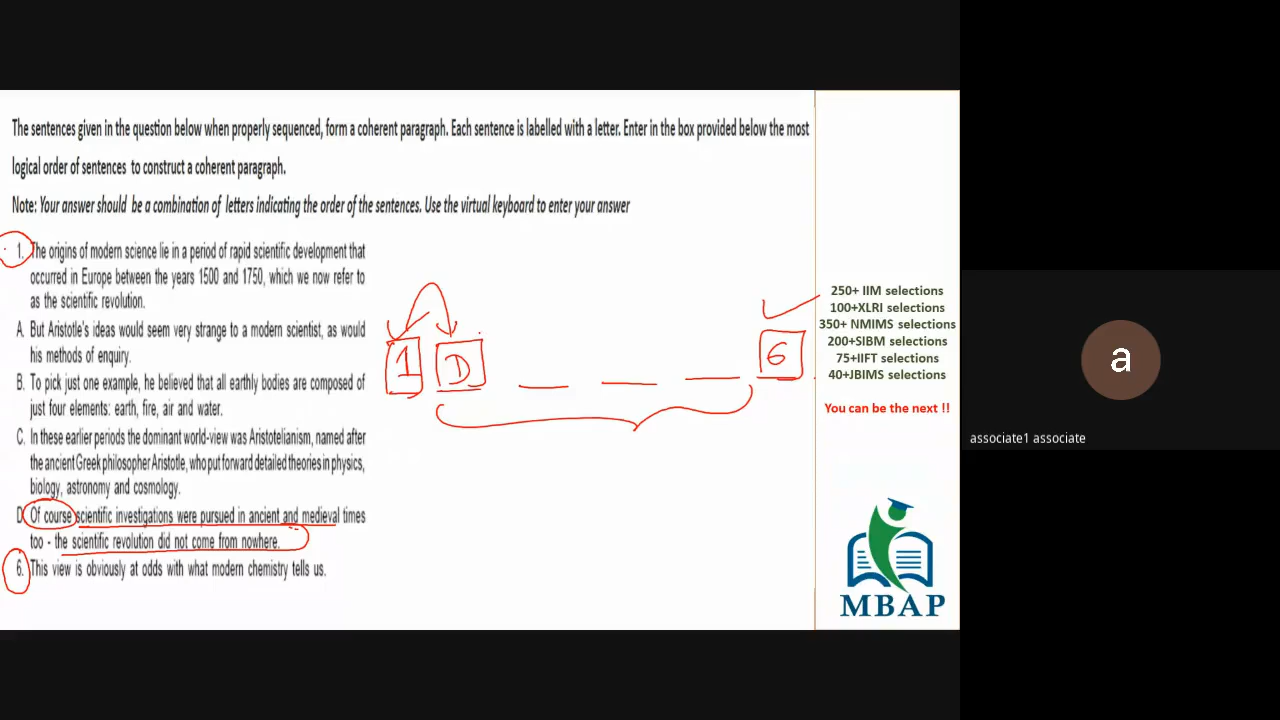 The sentences given in the question below when properly sequenced, form a coherent paragraph. Each sentence is labelled with a letter. Enter in the box provided below the most
logical order of sentences to construct a coherent paragraph.
Note: Your answer should be a combination of letters indicating the order of the sentences. Use the virtual keyboard to enter your answer
1. The origins of modern science lie in a period of rapid scientific development that
occurred in Europe between the years 1500 and 1750, which we now refer to
as the scientific revolution.
A. But Aristotle's ideas would seem very strange to a modern scientist, as would
his methods of enquiry.
B. To pick just one example, he believed that all earthly bodies are composed of
just four elements: earth, fire, air and water.
C. In these earlier periods the dominant world-view was Aristotelianism, named after
the ancient Greek philosopher Aristotle, who put forward detailed theories in physics,
biology, astronomy and cosmology.
D. Of course scientific investigations were pursued in ancient and medieval times
too - the scientific revolution did not come from nowhere.
6. This view is obviously at odds with what modern chemistry tells us.
1 D 6
250+ IIM selections
100+XLRI selections
350+ NMIMS selections
200+SIBM selections
75+IIFT selections
40+JBIMS selections
You can be the next !!
MBAP
a
associate1 associate